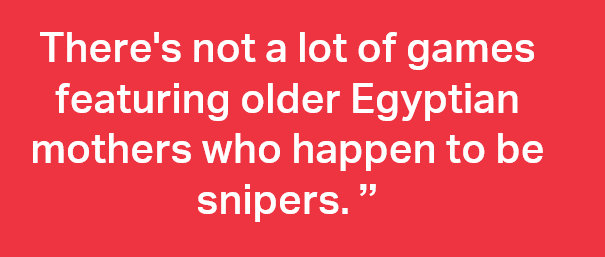 There's not a lot of games
featuring older Egyptian
mothers who happen to be
snipers. ”